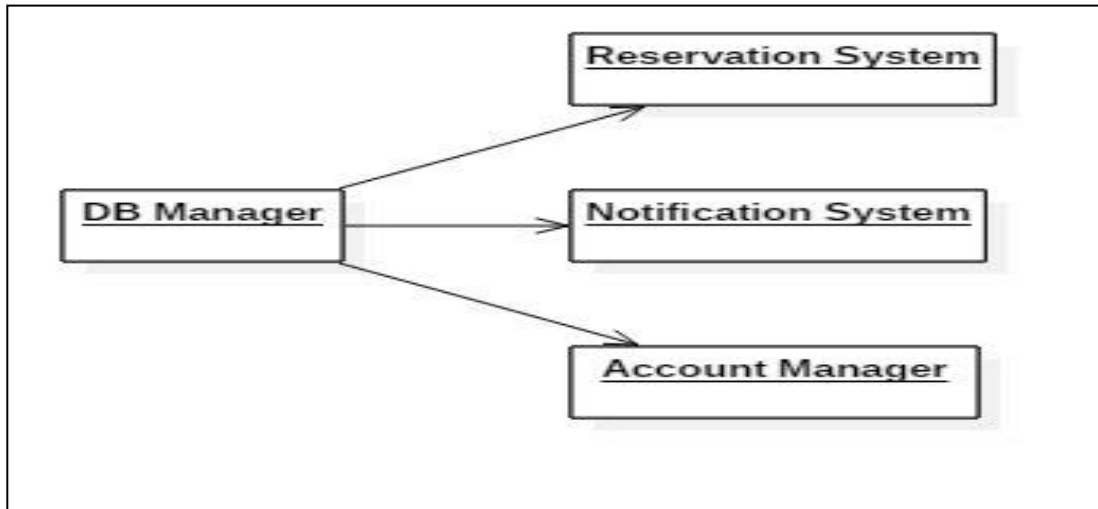 Reservation System
DB Manager
Notification System
Account Manager